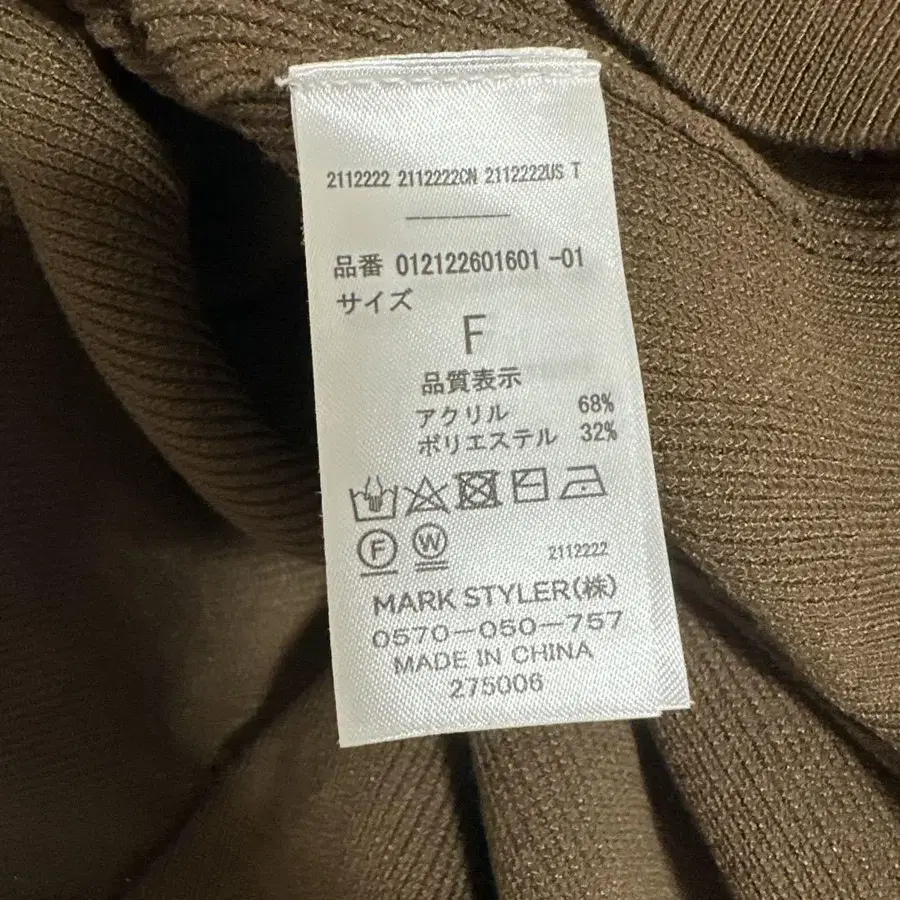 2112222 2112222CN 2112222US T
品番 012122601601 -01
サイズ
F
品質表示
アクリル 68%
ポリエステル 32%
F W 2112222
MARK STYLER(株)
0570-050-757
MADE IN CHINA
275006